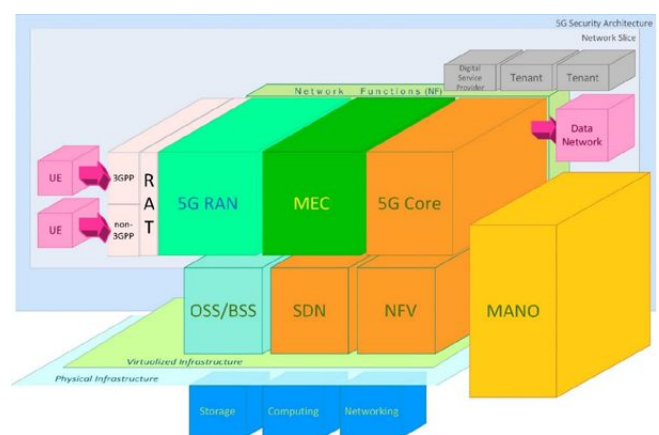 5G Security Architecture
Network Slice
Digital
Service
Provider
Tenant
Tenant
Network Functions (NF)
Data
Network
UE
3GPP
UE
non-
3GPP
R
A
T
5G RAN
MEC
5G Core
OSS/BSS
SDN
NFV
MANO
Virtualized Infrastructure
Physical Infrastructure
Storage
Computing
Networking